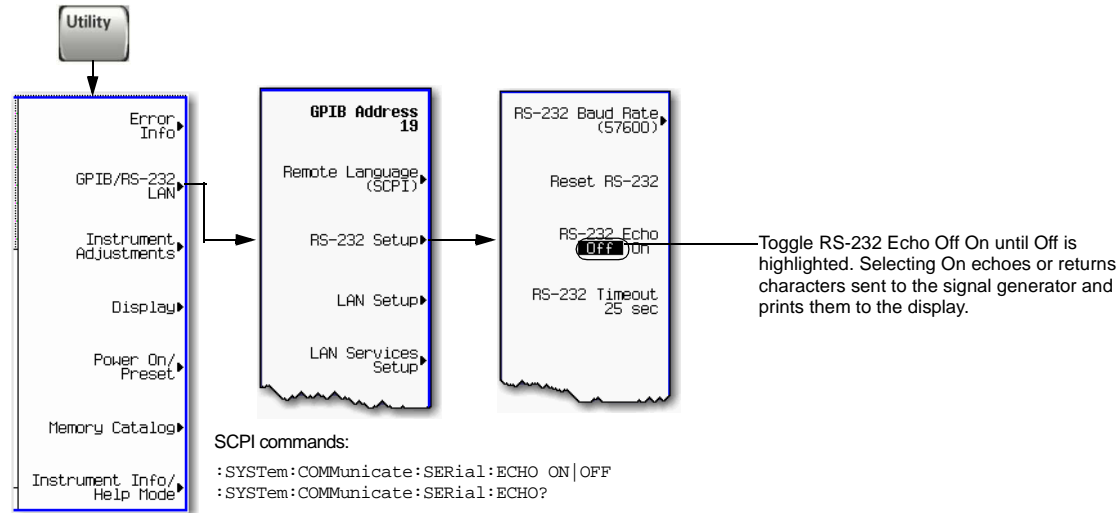 Utility
Error
Info
GPIB/RS-232
LAN
Instrument
Adjustments
Display
Power On/
Preset
Memory Catalog
Instrument Info/
Help Mode
GPIB Address
19
Remote Language
(SCPI)
RS-232 Setup
LAN Setup
LAN Services
Setup
RS-232 Baud Rate
(57600)
Reset RS-232
RS-232 Echo
Off On
RS-232 Timeout
25 sec
Toggle RS-232 Echo Off On until Off is
highlighted. Selecting On echoes or returns
characters sent to the signal generator and
prints them to the display.
SCPI commands:
:SYSTem:COMMunicate:SERial:ECHO ON|OFF
:SYSTem:COMMunicate:SERial:ECHO?